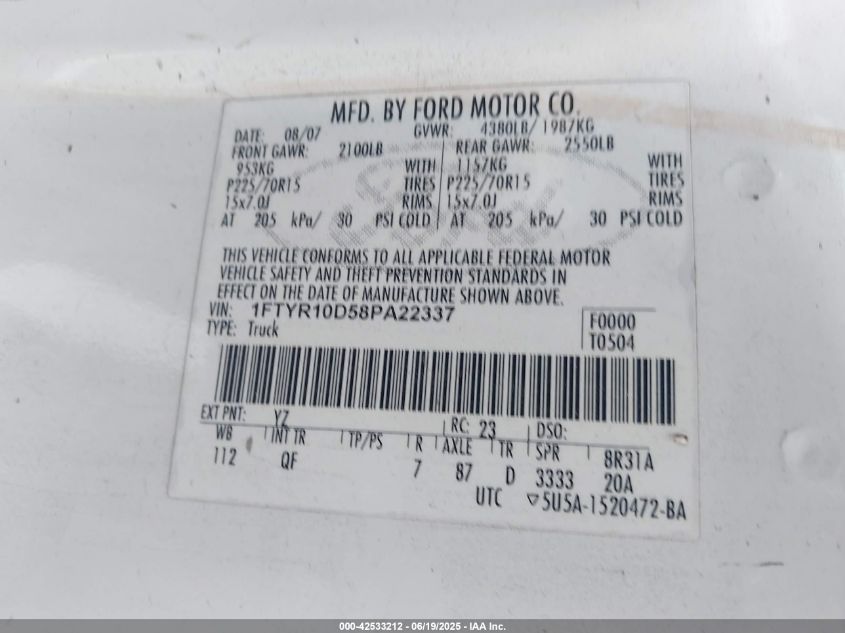 MFD. BY FORD MOTOR CO.
DATE: 08/07 GVWR: 4380LB/ 1987KG
FRONT GAWR: 2100LB REAR GAWR: 2550LB
953KG WITH 1157KG WITH
P225/70R15 TIRES P225/70R15 TIRES
15x7.0J RIMS 15x7.0J RIMS
AT 205 kPa/ 30 PSI COLD AT 205 kPa/ 30 PSI COLD
THIS VEHICLE CONFORMS TO ALL APPLICABLE FEDERAL MOTOR
VEHICLE SAFETY AND THEFT PREVENTION STANDARDS IN
EFFECT ON THE DATE OF MANUFACTURE SHOWN ABOVE.
VIN: 1FTYR10D58PA22337
TYPE: Truck
F0000
T0504
EXT PNT: YZ RC: 23 DSO:
WB INT TR TP/PS R AXLE TR SPR 8R31A
112 QF 7 87 D 3333 20A
UTC ▽5U5A-1520472-BA
000-42533212 - 06/19/2025 - IAA Inc.